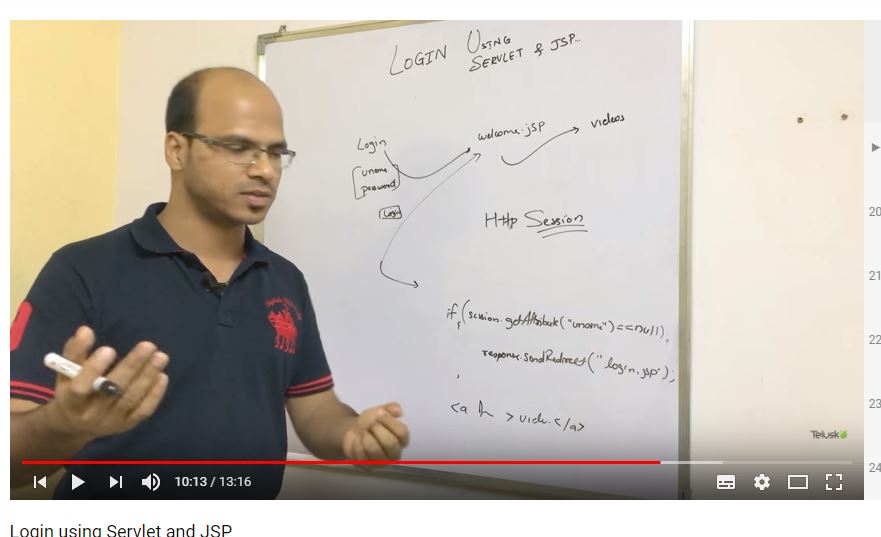 LOGIN USING
SERVLET & JSP..
Login
uname
password
Login
welcome.jsp
videos
Http Session
if(session.getAttribute("uname")==null)
response.sendRedirect("login.jsp");
<a h > vide.</a>
Telusko
10:13 / 13:16
Login using Servlet and JSP
20
21
22
23
24